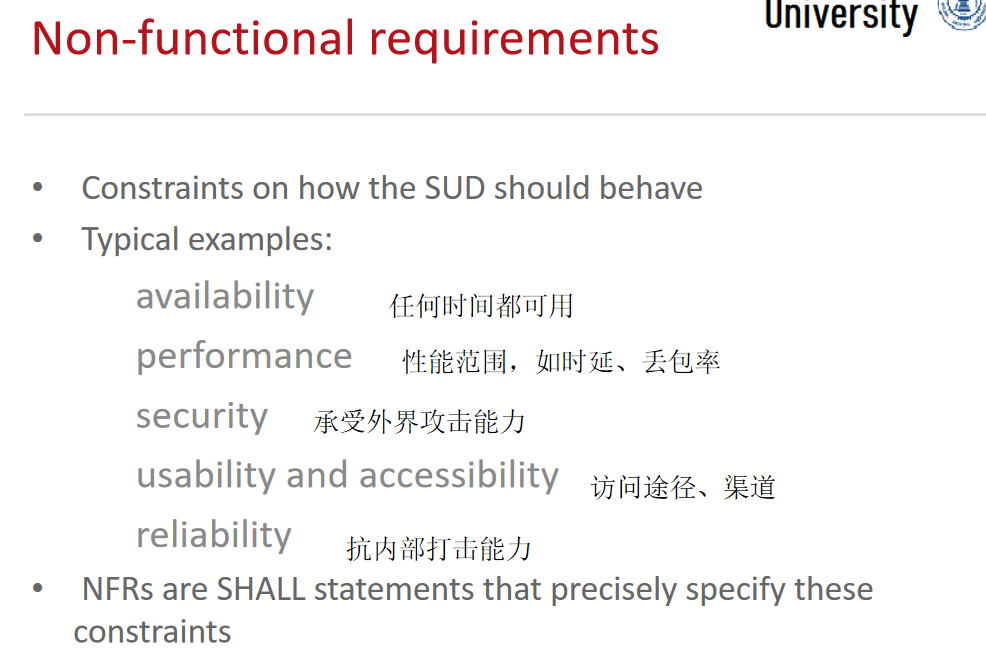 University
Non-functional requirements
• Constraints on how the SUD should behave
• Typical examples:
availability 任何时间都可用
performance 性能范围，如时延、丢包率
security 承受外界攻击能力
usability and accessibility 访问途径、渠道
reliability 抗内部打击能力
• NFRs are SHALL statements that precisely specify these
constraints